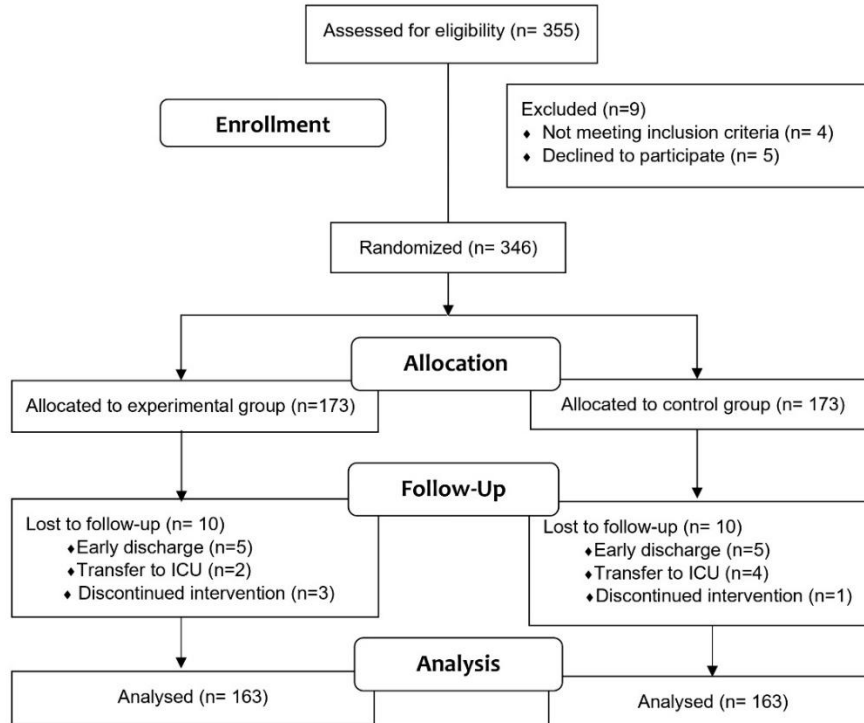 Assessed for eligibility (n= 355)
Enrollment
Excluded (n=9)
♦ Not meeting inclusion criteria (n= 4)
♦ Declined to participate (n= 5)
Randomized (n= 346)
Allocation
Allocated to experimental group (n=173)
Allocated to control group (n= 173)
Follow-Up
Lost to follow-up (n= 10)
♦Early discharge (n=5)
♦Transfer to ICU (n=2)
♦ Discontinued intervention (n=3)
Lost to follow-up (n= 10)
♦Early discharge (n=5)
♦Transfer to ICU (n=4)
♦Discontinued intervention (n=1)
Analysis
Analysed (n= 163)
Analysed (n= 163)